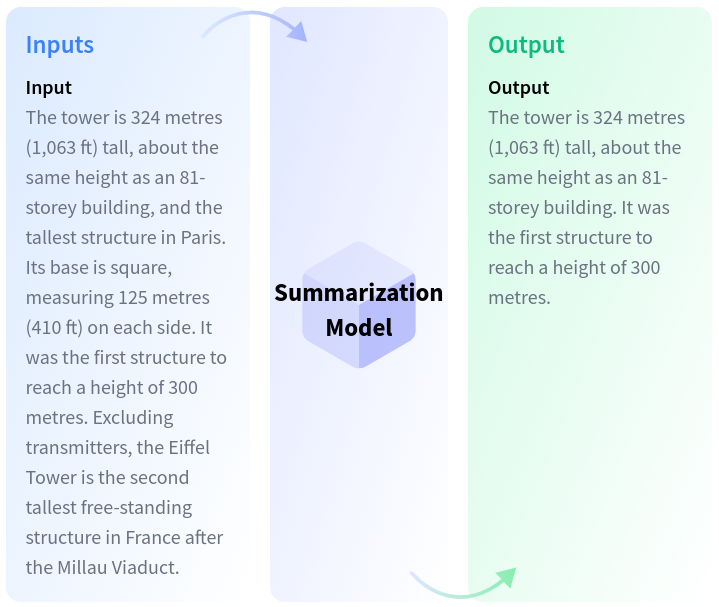 Inputs
Input
The tower is 324 metres
(1,063 ft) tall, about the
same height as an 81-
storey building, and the
tallest structure in Paris.
Its base is square,
measuring 125 metres
(410 ft) on each side. It
was the first structure to
reach a height of 300
metres. Excluding
transmitters, the Eiffel
Tower is the second
tallest free-standing
structure in France after
the Millau Viaduct.
Summarization
Model
Output
Output
The tower is 324 metres
(1,063 ft) tall, about the
same height as an 81-
storey building. It was
the first structure to
reach a height of 300
metres.